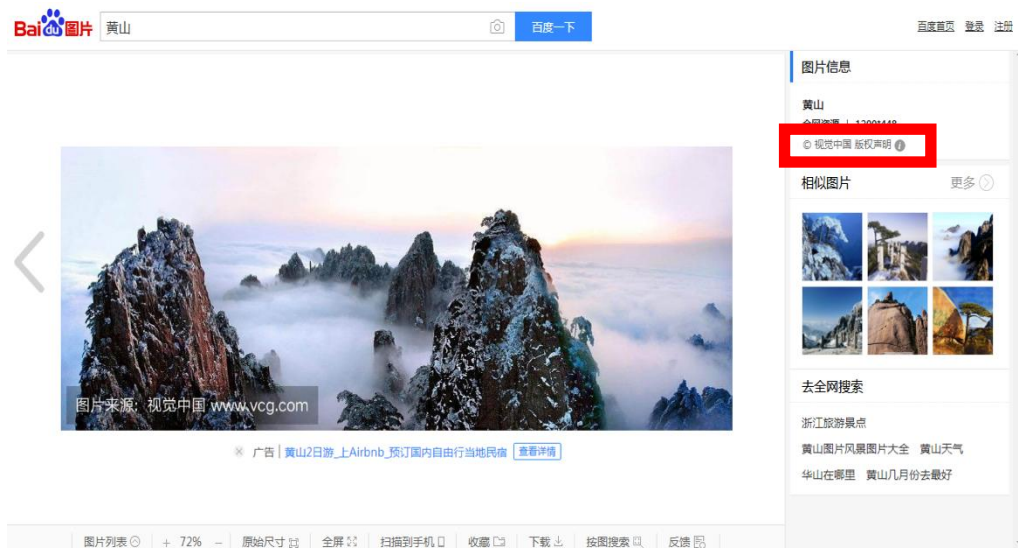 Bai du 图片 黄山 百度一下 百度首页 登录 注册
图片信息
黄山
全网资源 | 1200*448
© 视觉中国 版权声明
相似图片 更多
图片来源：视觉中国 www.vcg.com
广告 | 黄山2日游_上Airbnb_预订国内自由行当地民宿 查看详情
去全网搜索
浙江旅游景点
黄山图片风景图片大全 黄山天气
华山在哪里 黄山几月份去最好
图片列表 + 72% - 原始尺寸 全屏 扫描到手机 收藏 下载 按图搜索 反馈